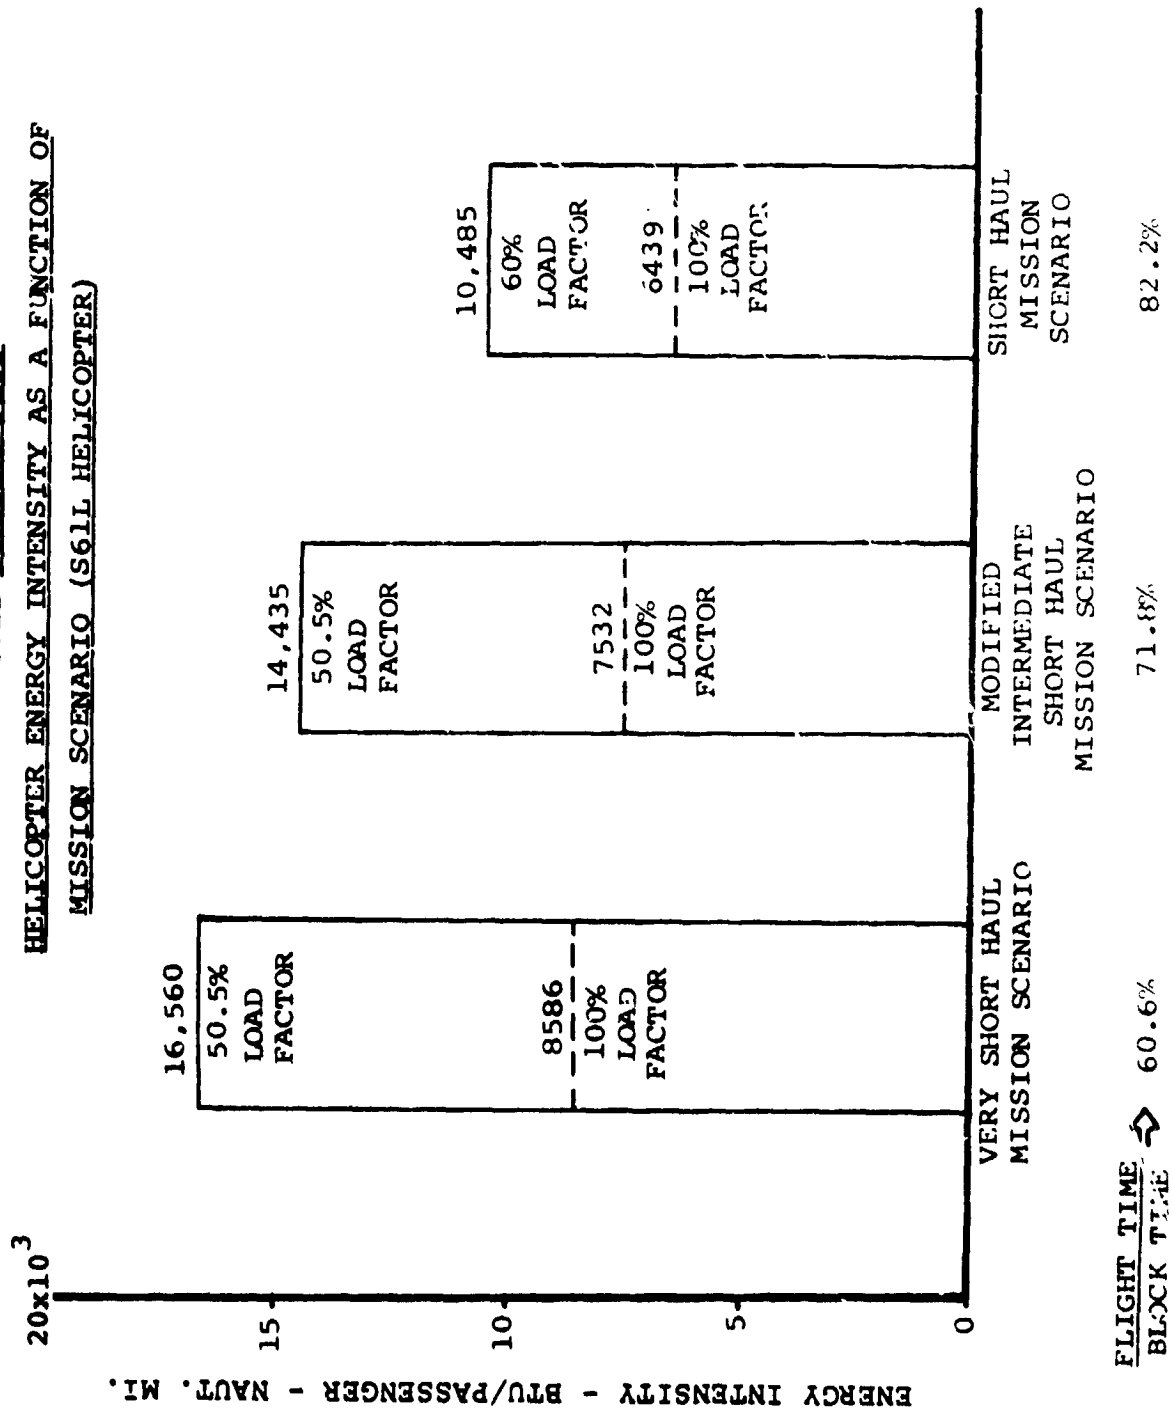 HELICOPTER ENERGY INTENSITY AS A FUNCTION OF
MISSION SCENARIO (S61L HELICOPTER)
20x10³
15
10
5
0
ENERGY INTENSITY - BTU/PASSENGER - NAUT. MI.
16,560
50.5%
LOAD
FACTOR
8586
100%
LOAD
FACTOR
VERY SHORT HAUL
MISSION SCENARIO
14,435
50.5%
LOAD
FACTOR
7532
100%
LOAD
FACTOR
MODIFIED
INTERMEDIATE
SHORT HAUL
MISSION SCENARIO
10,485
60%
LOAD
FACTOR
6439
100%
LOAD
FACTOR
SHORT HAUL
MISSION
SCENARIO
FLIGHT TIME
BLOCK TIME
60.6%
71.8%
82.2%